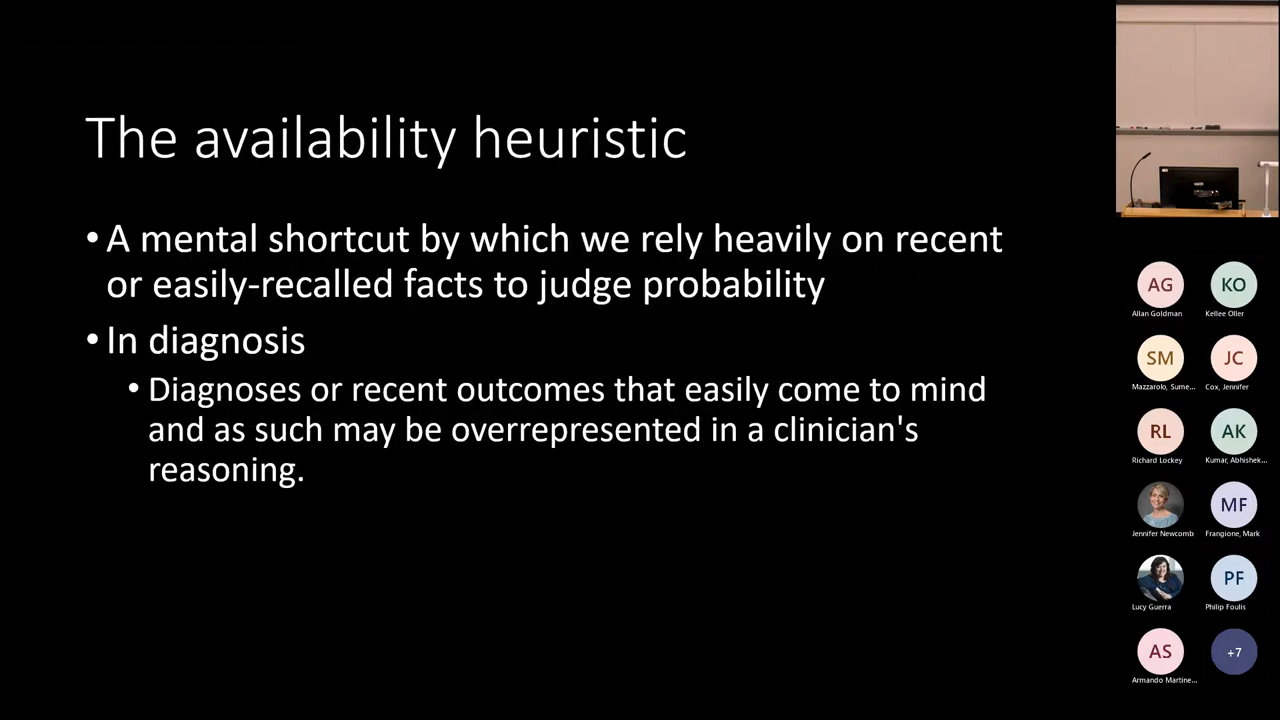 The availability heuristic
• A mental shortcut by which we rely heavily on recent
or easily-recalled facts to judge probability
• In diagnosis
• Diagnoses or recent outcomes that easily come to mind
and as such may be overrepresented in a clinician's
reasoning.
AG KO
Allan Goldman Kellee Oller
SM JC
Mazzarolo, Sume... Cox, Jennifer
RL AK
Richard Lockey Kumar, Abhishek...
MF
Jennifer Newcomb Frangione, Mark
PF
Lucy Guerra Philip Foulis
AS +7
Armando Martine...